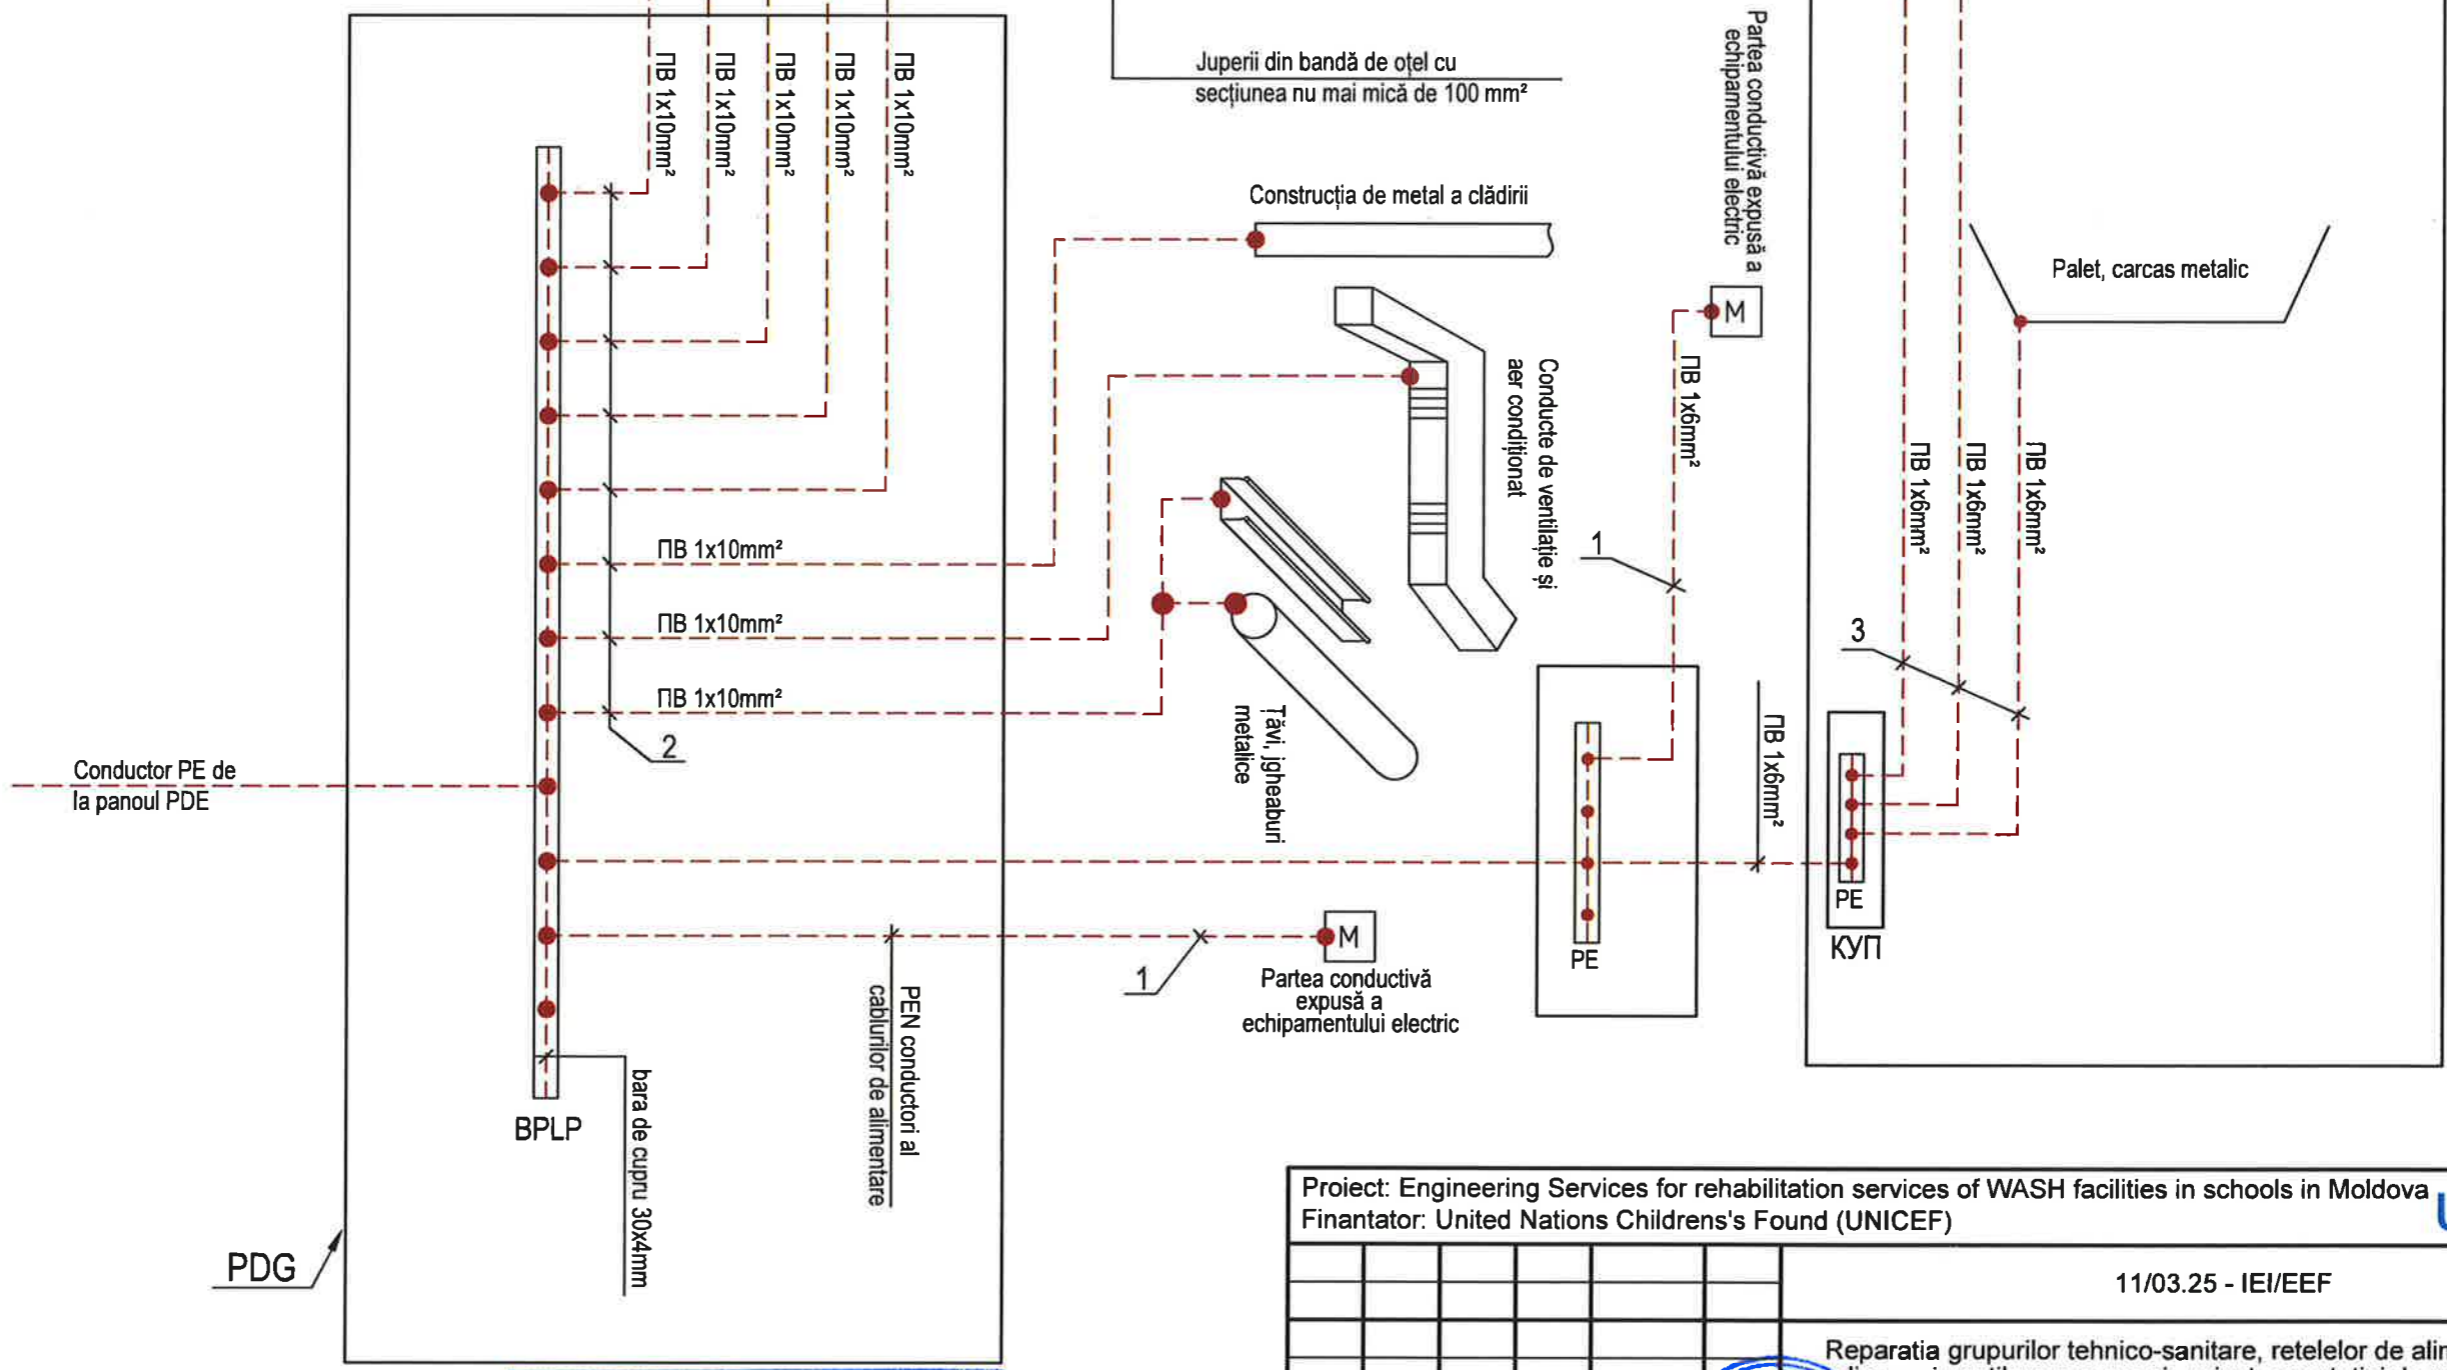 ПВ 1x10mm²
ПВ 1x10mm²
ПВ 1x10mm²
ПВ 1x10mm²
ПВ 1x10mm²
Juperii din bandă de oțel cu
secțiunea nu mai mică de 100 mm²
Partea conductivă expusă a
echipamentului electric
Construcția de metal a clădirii
M
Palet, carcas metalic
Conducte de ventilație și
aer condiționat
ПВ 1x6mm²
ПВ 1x6mm²
ПВ 1x6mm²
ПВ 1x6mm²
ПВ 1x10mm²
ПВ 1x10mm²
ПВ 1x10mm²
1
3
2
Țăvi, jgheaburi
metalice
ПВ 1x6mm²
Conductor PE de
la panoul PDE
PE
КУП
PE
M
1
Partea conductivă
expusă a
echipamentului electric
PEN conductori al
cablurilor de alimentare
BPLP
bara de cupru 30x4mm
PDG
Proiect: Engineering Services for rehabilitation services of WASH facilities in schools in Moldova
Finantator: United Nations Childrens's Found (UNICEF)
11/03.25 - IEI/EEF
Reparatia grupurilor tehnico-sanitare, retelelor de